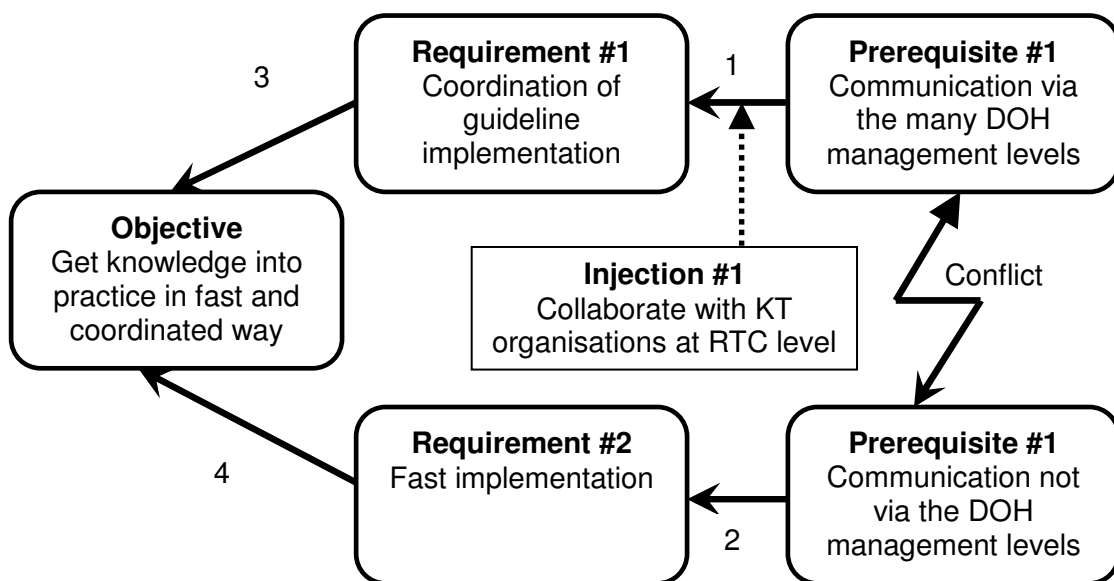 3
Requirement #1
Coordination of
guideline
implementation
1
Prerequisite #1
Communication via
the many DOH
management levels
Objective
Get knowledge into
practice in fast and
coordinated way
Injection #1
Collaborate with KT
organisations at RTC level
Conflict
4
Requirement #2
Fast implementation
2
Prerequisite #1
Communication not
via the DOH
management levels